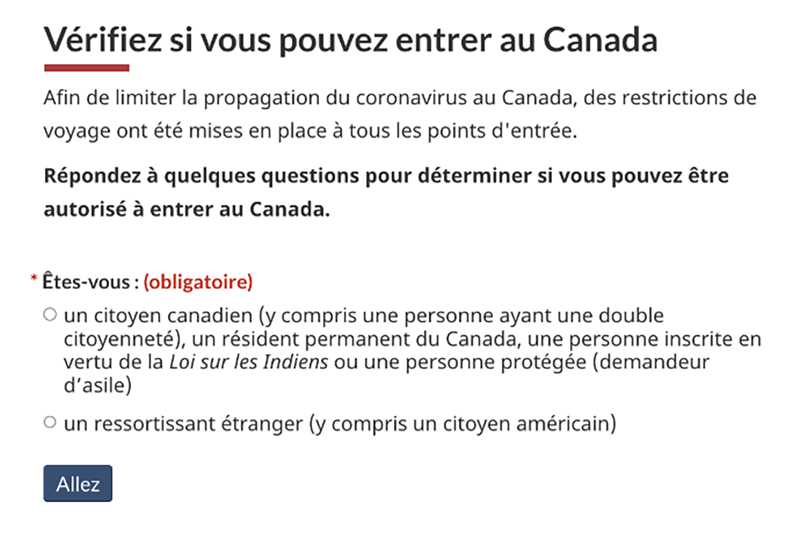 Vérifiez si vous pouvez entrer au Canada
Afin de limiter la propagation du coronavirus au Canada, des restrictions de
voyage ont été mises en place à tous les points d'entrée.
Répondez à quelques questions pour déterminer si vous pouvez être
autorisé à entrer au Canada.
* Êtes-vous : (obligatoire)
un citoyen canadien (y compris une personne ayant une double
citoyenneté), un résident permanent du Canada, une personne inscrite en
vertu de la Loi sur les Indiens ou une personne protégée (demandeur
d’asile)
un ressortissant étranger (y compris un citoyen américain)
Allez